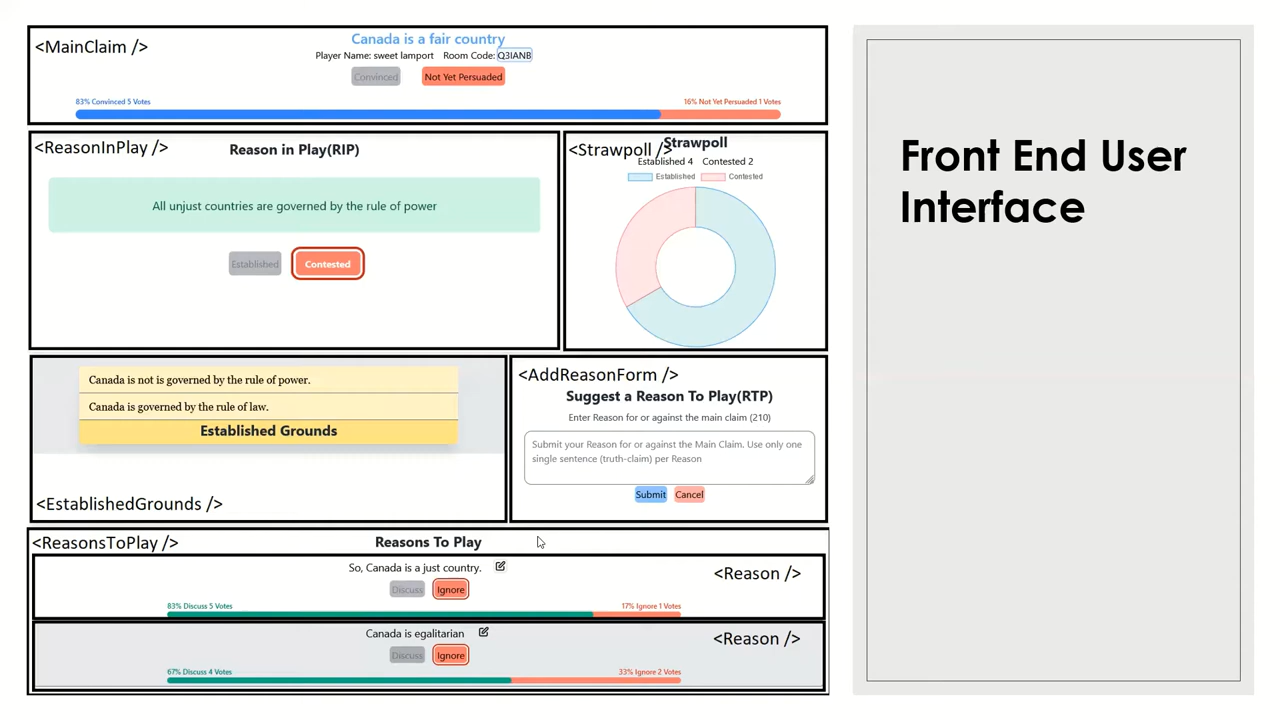 <MainClaim />
Canada is a fair country
Player Name: sweet lamport Room Code: Q3IANB
Convinced Not Yet Persuaded
83% Convinced 5 Votes 16% Not Yet Persuaded 1 Votes
<ReasonInPlay />
Reason in Play(RIP)
All unjust countries are governed by the rule of power
Established Contested
<Strawpoll />
Strawpoll
Established 4 Contested 2
Established Contested
Canada is not is governed by the rule of power.
Canada is governed by the rule of law.
Established Grounds
<EstablishedGrounds />
<AddReasonForm />
Suggest a Reason To Play(RTP)
Enter Reason for or against the main claim (210)
Submit your Reason for or against the Main Claim. Use only one
single sentence (truth-claim) per Reason
Submit Cancel
<ReasonsToPlay />
Reasons To Play
So, Canada is a just country.
<Reason />
Discuss Ignore
83% Discuss 5 Votes 17% Ignore 1 Votes
Canada is egalitarian
<Reason />
Discuss Ignore
67% Discuss 4 Votes 33% Ignore 2 Votes
Front End User
Interface